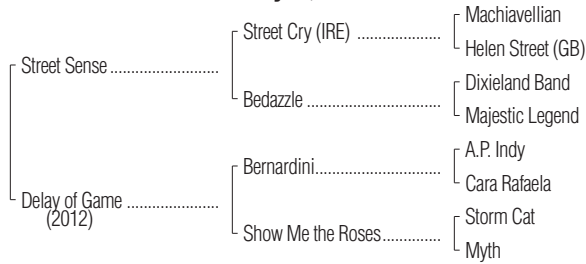 Machiavellian
Street Cry (IRE) ..................
Helen Street (GB)
Street Sense ........................
Dixieland Band
Bedazzle .............................
Majestic Legend
A.P. Indy
Bernardini...........................
Cara Rafaela
Delay of Game ....................
(2012)
Storm Cat
Show Me the Roses.............
Myth